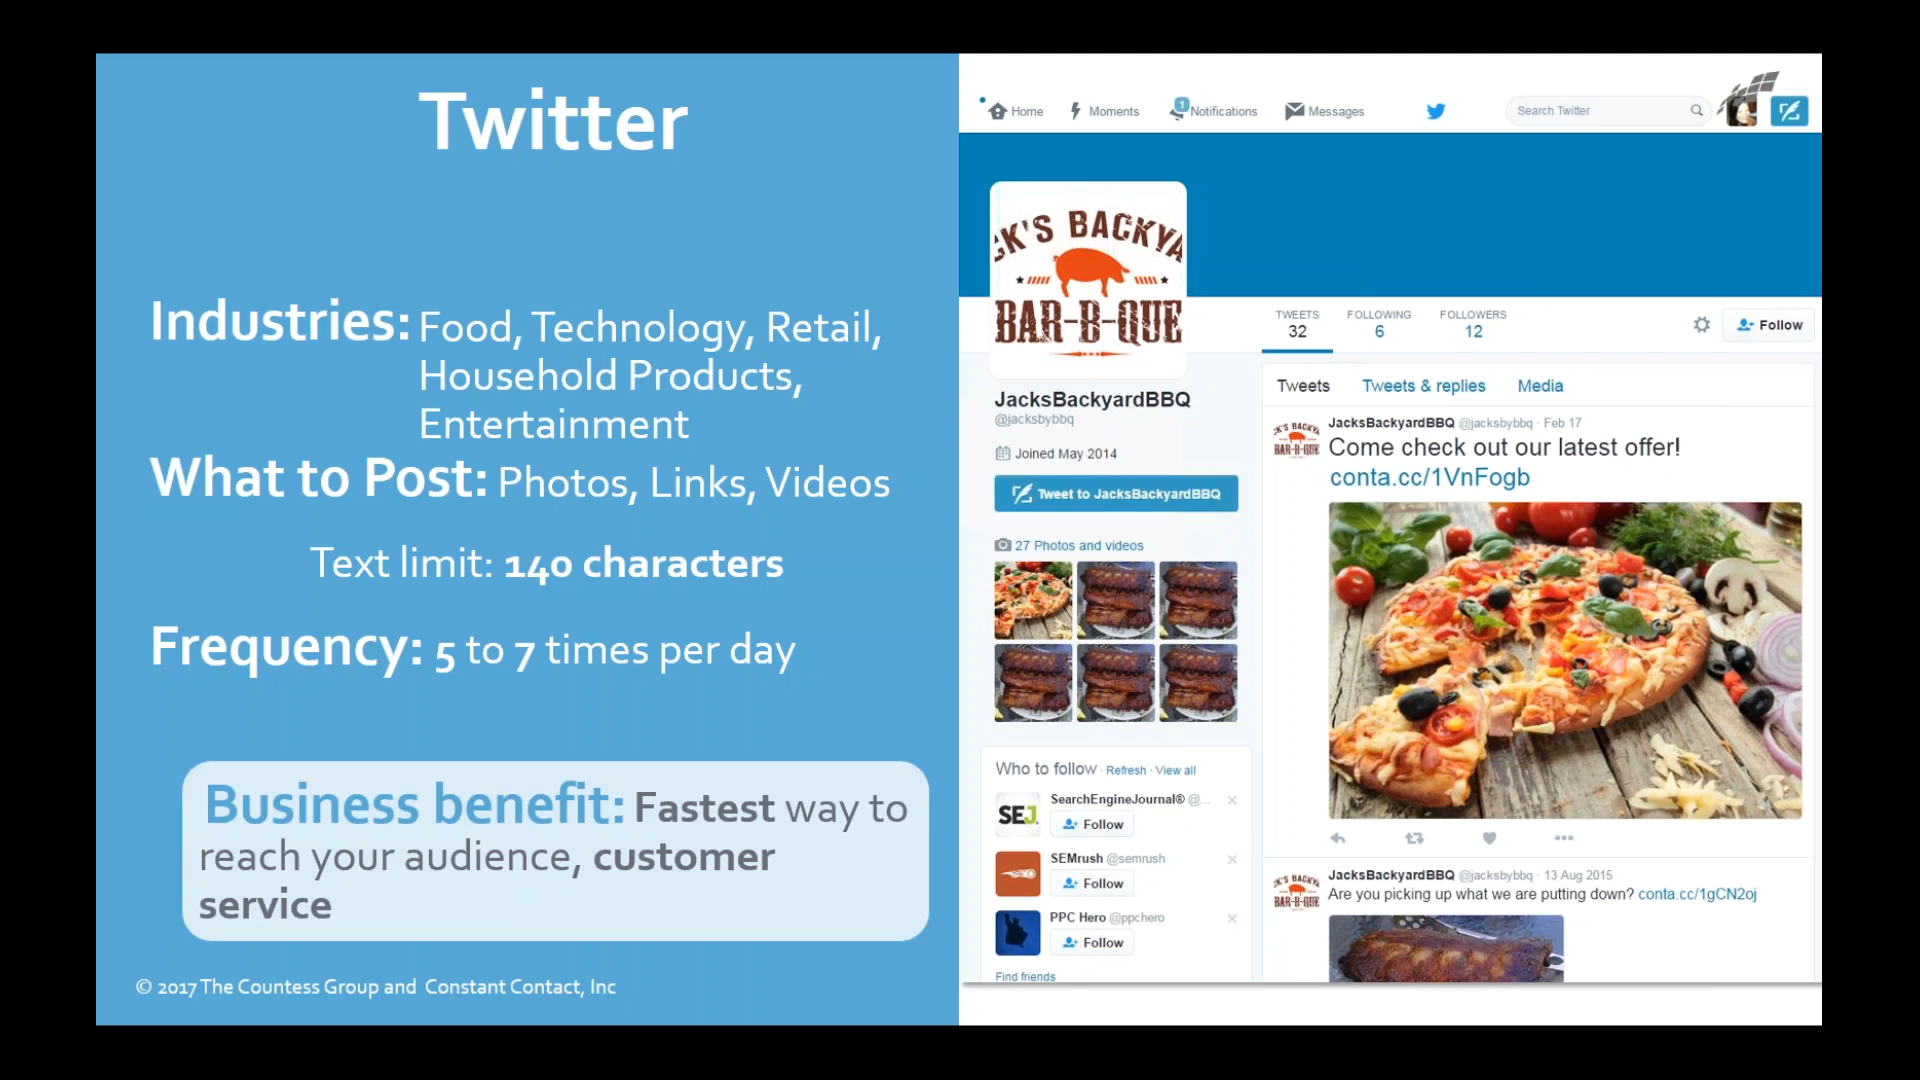 Twitter
Industries: Food, Technology, Retail,
Household Products,
Entertainment
What to Post: Photos, Links, Videos
Text limit: 140 characters
Frequency: 5 to 7 times per day
Business benefit: Fastest way to
reach your audience, customer
service
© 2017 The Countess Group and Constant Contact, Inc
Home Moments 1 Notifications Messages Search Twitter
CK'S BACKYA
BAR-B-QUE
TWEETS FOLLOWING FOLLOWERS
32 6 12
Follow
JacksBackyardBBQ
@jacksbybbq
Joined May 2014
Tweet to JacksBackyardBBQ
27 Photos and videos
Who to follow · Refresh · View all
SEJ SearchEngineJournal® @...
Follow
SEMrush @semrush
Follow
PPC Hero @ppchero
Follow
Find friends
Tweets Tweets & replies Media
JacksBackyardBBQ @jacksbybbq · Feb 17
Come check out our latest offer!
conta.cc/1VnFogb
JacksBackyardBBQ @jacksbybbq · 13 Aug 2015
Are you picking up what we are putting down? conta.cc/1gCN2oj